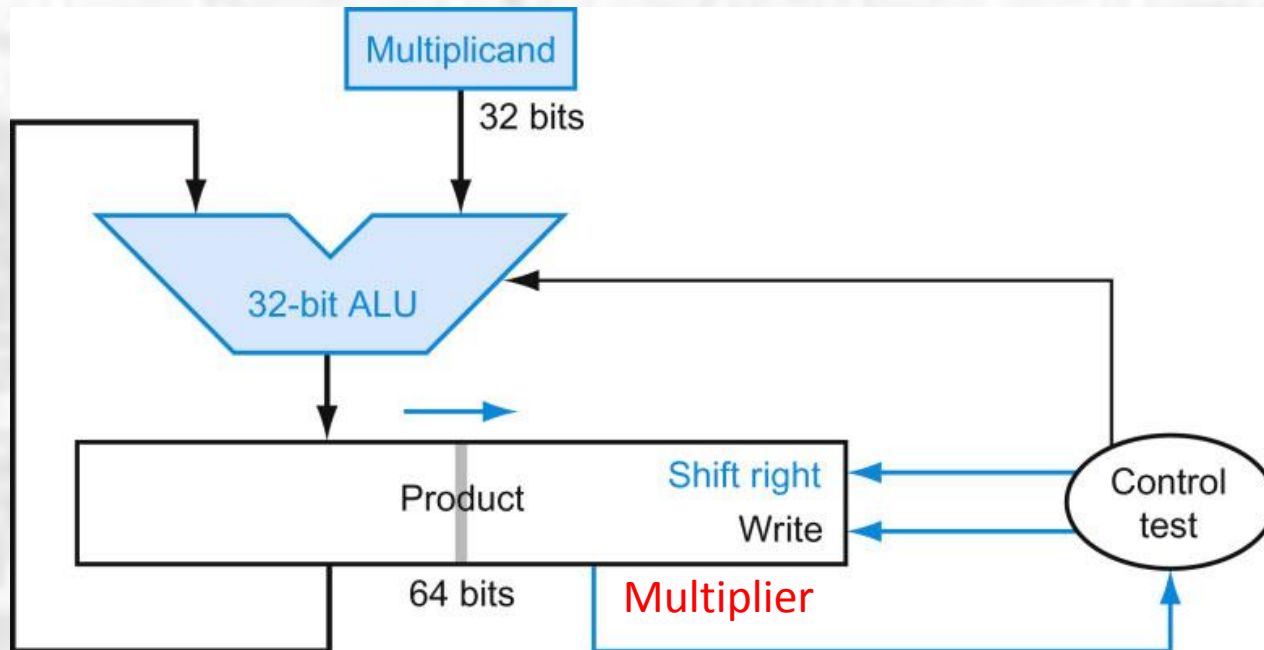 Multiplicand
32 bits
32-bit ALU
Shift right
Product
Write
Control
test
64 bits
Multiplier